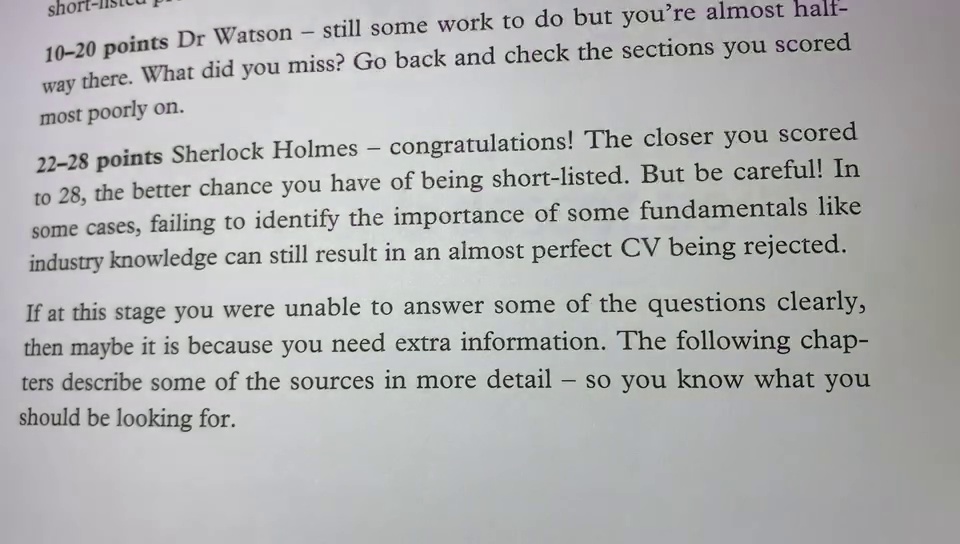 short-listed
10–20 points Dr Watson – still some work to do but you're almost half-
way there. What did you miss? Go back and check the sections you scored
most poorly on.
22–28 points Sherlock Holmes – congratulations! The closer you scored
to 28, the better chance you have of being short-listed. But be careful! In
some cases, failing to identify the importance of some fundamentals like
industry knowledge can still result in an almost perfect CV being rejected.
If at this stage you were unable to answer some of the questions clearly,
then maybe it is because you need extra information. The following chap-
ters describe some of the sources in more detail – so you know what you
should be looking for.